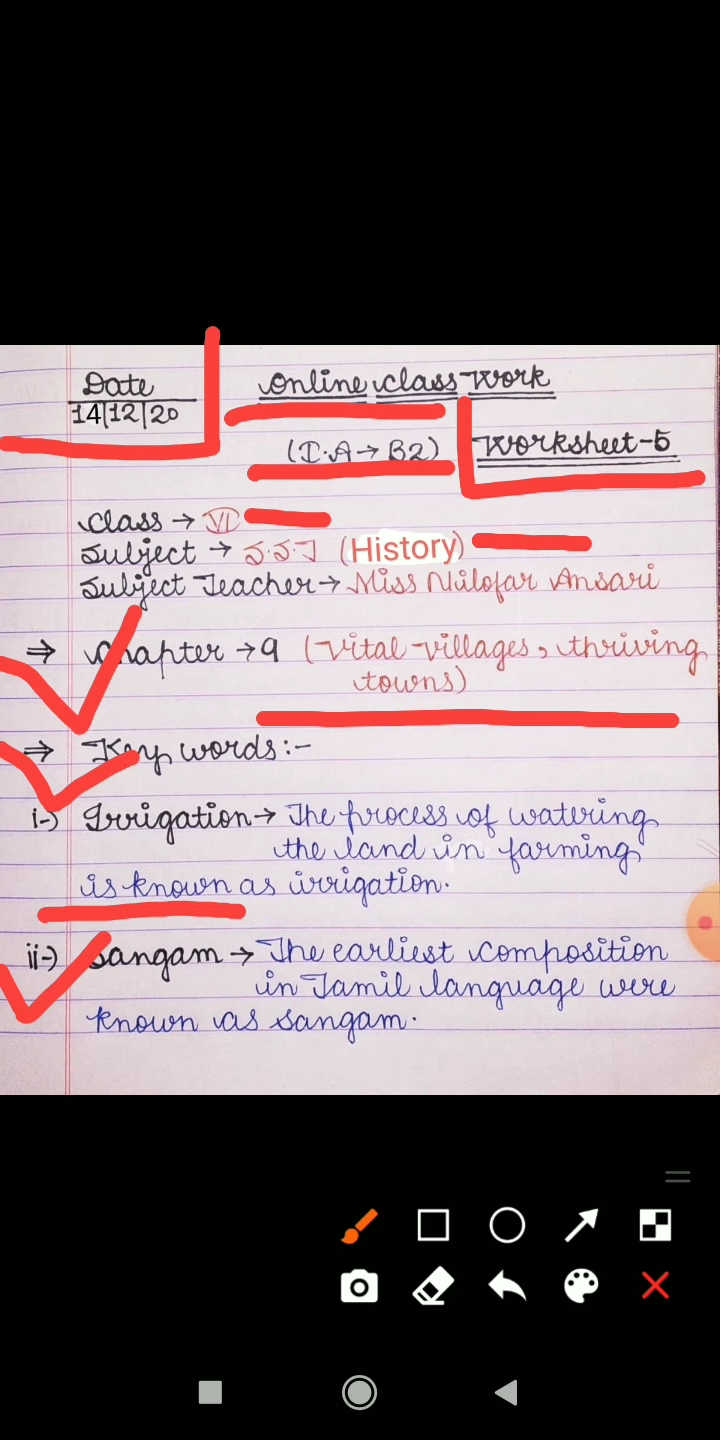 Date
14/12/20
Online Class Work
(I.A → B2)
Worksheet-5
Class → VI
Subject → S.S.T (History)
Subject Teacher → Miss Nilofar Ansari
⇒ Chapter → 9 (Vital villages, thriving
towns)
⇒ Key words:-
i-) Irrigation → The process of watering
the land in farming
is known as irrigation.
ii-) Sangam → The earliest composition
in Tamil language were
known as sangam.